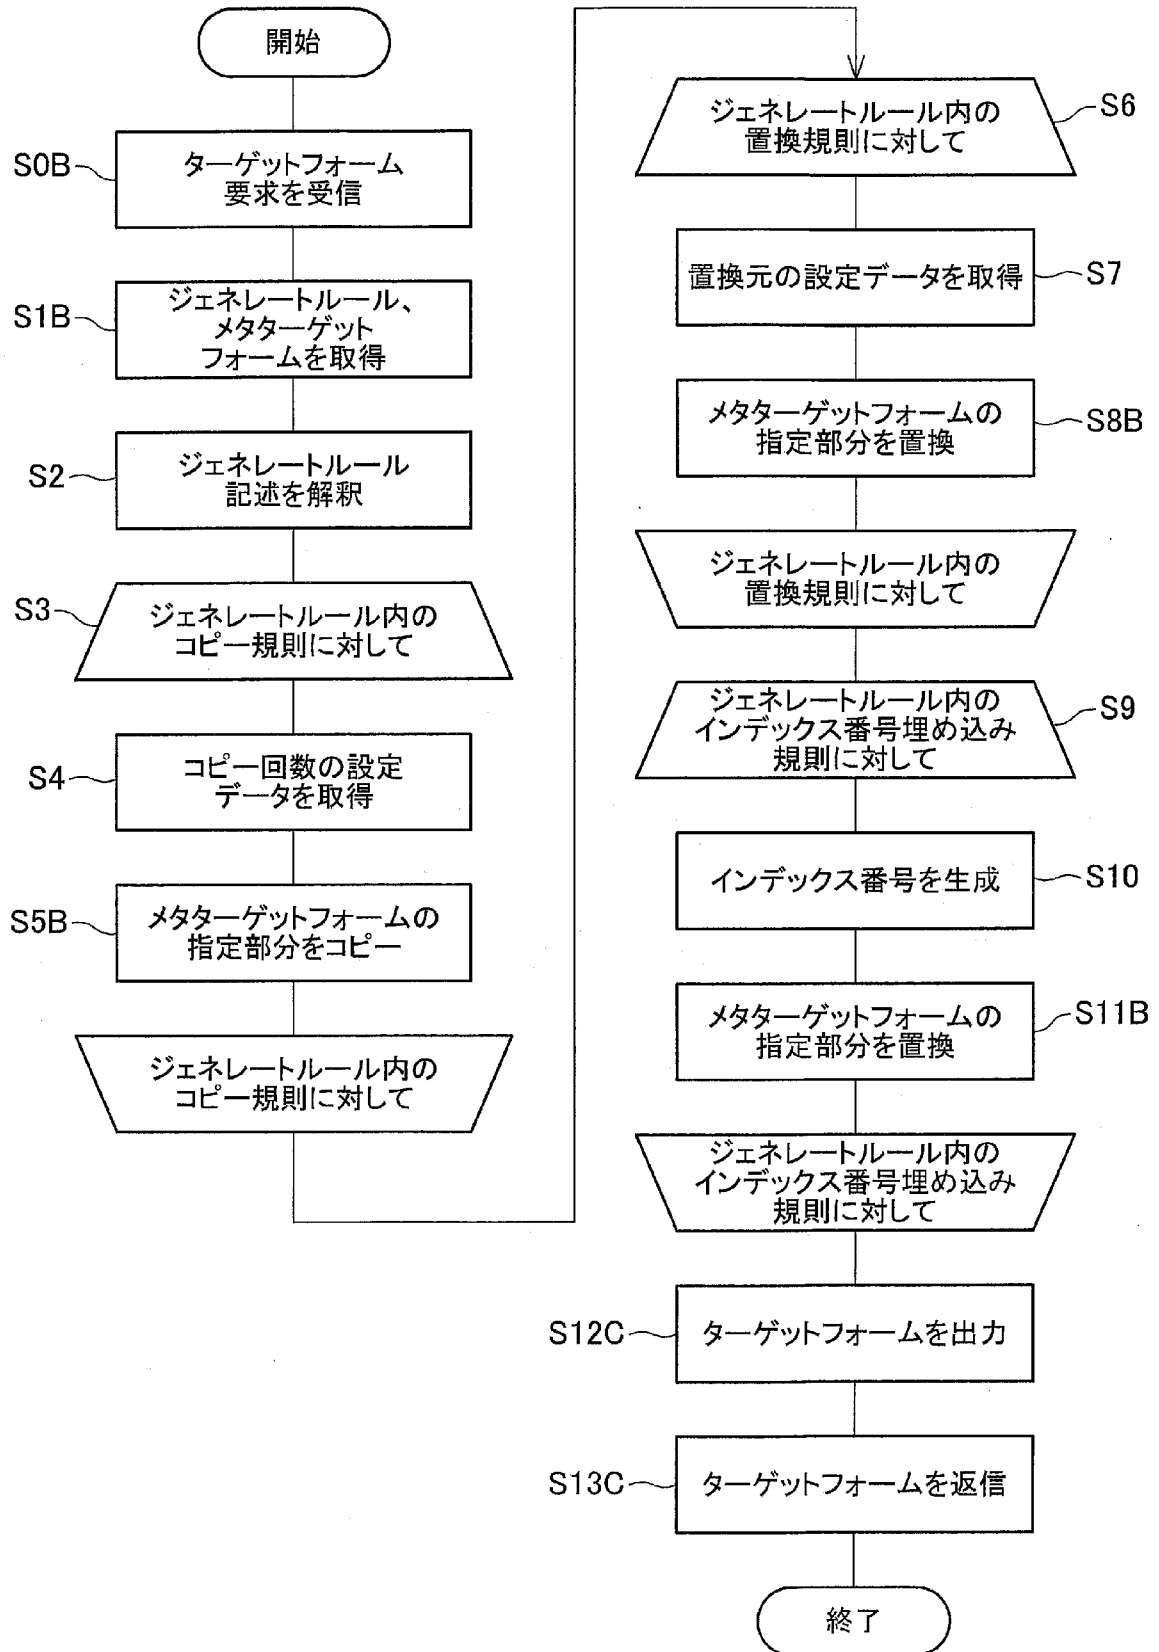 開始
S0B
ターゲットフォーム
要求を受信
S1B
ジェネレートルール、
メタターゲット
フォームを取得
S2
ジェネレートルール
記述を解釈
S3
ジェネレートルール内の
コピー規則に対して
S4
コピー回数の設定
データを取得
S5B
メタターゲットフォームの
指定部分をコピー
ジェネレートルール内の
コピー規則に対して
ジェネレートルール内の
置換規則に対して
S6
置換元の設定データを取得
S7
メタターゲットフォームの
指定部分を置換
S8B
ジェネレートルール内の
置換規則に対して
ジェネレートルール内の
インデックス番号埋め込み
規則に対して
S9
インデックス番号を生成
S10
メタターゲットフォームの
指定部分を置換
S11B
ジェネレートルール内の
インデックス番号埋め込み
規則に対して
S12C
ターゲットフォームを出力
S13C
ターゲットフォームを返信
終了